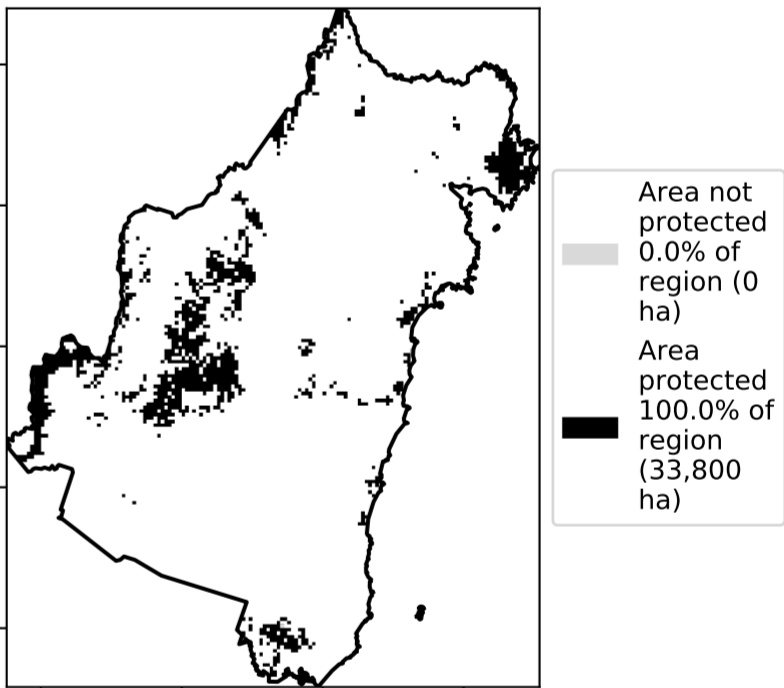 Area not
protected
0.0% of
region (0
ha)
Area
protected
100.0% of
region
(33,800
ha)